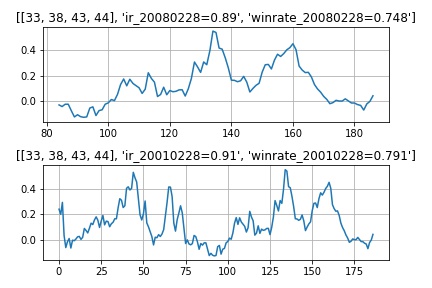 [[33, 38, 43, 44], 'ir_20080228=0.89', 'winrate_20080228=0.748']
0.4
0.2
0.0
80 100 120 140 160 180
[[33, 38, 43, 44], 'ir_20010228=0.91', 'winrate_20010228=0.791']
0.4
0.2
0.0
0 25 50 75 100 125 150 175